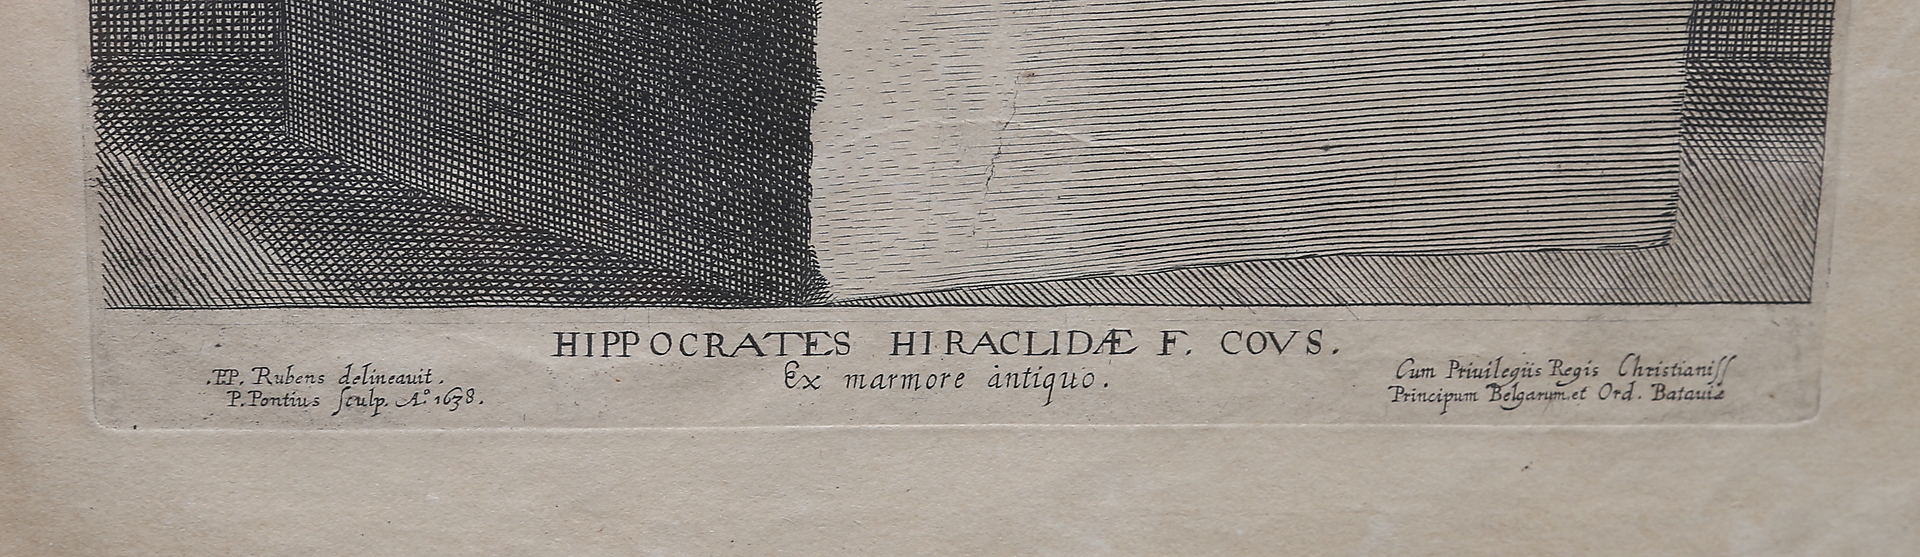 HIPPOCRATES HIRACLIDÆ F. COVS.
Ex marmore antiquo.
.P.P. Rubens delineauit.
P. Pontius sculp. A.º 1638.
Cum Priuilegiis Regis Christianiss
Principum Belgarum et Ord. Batauiæ